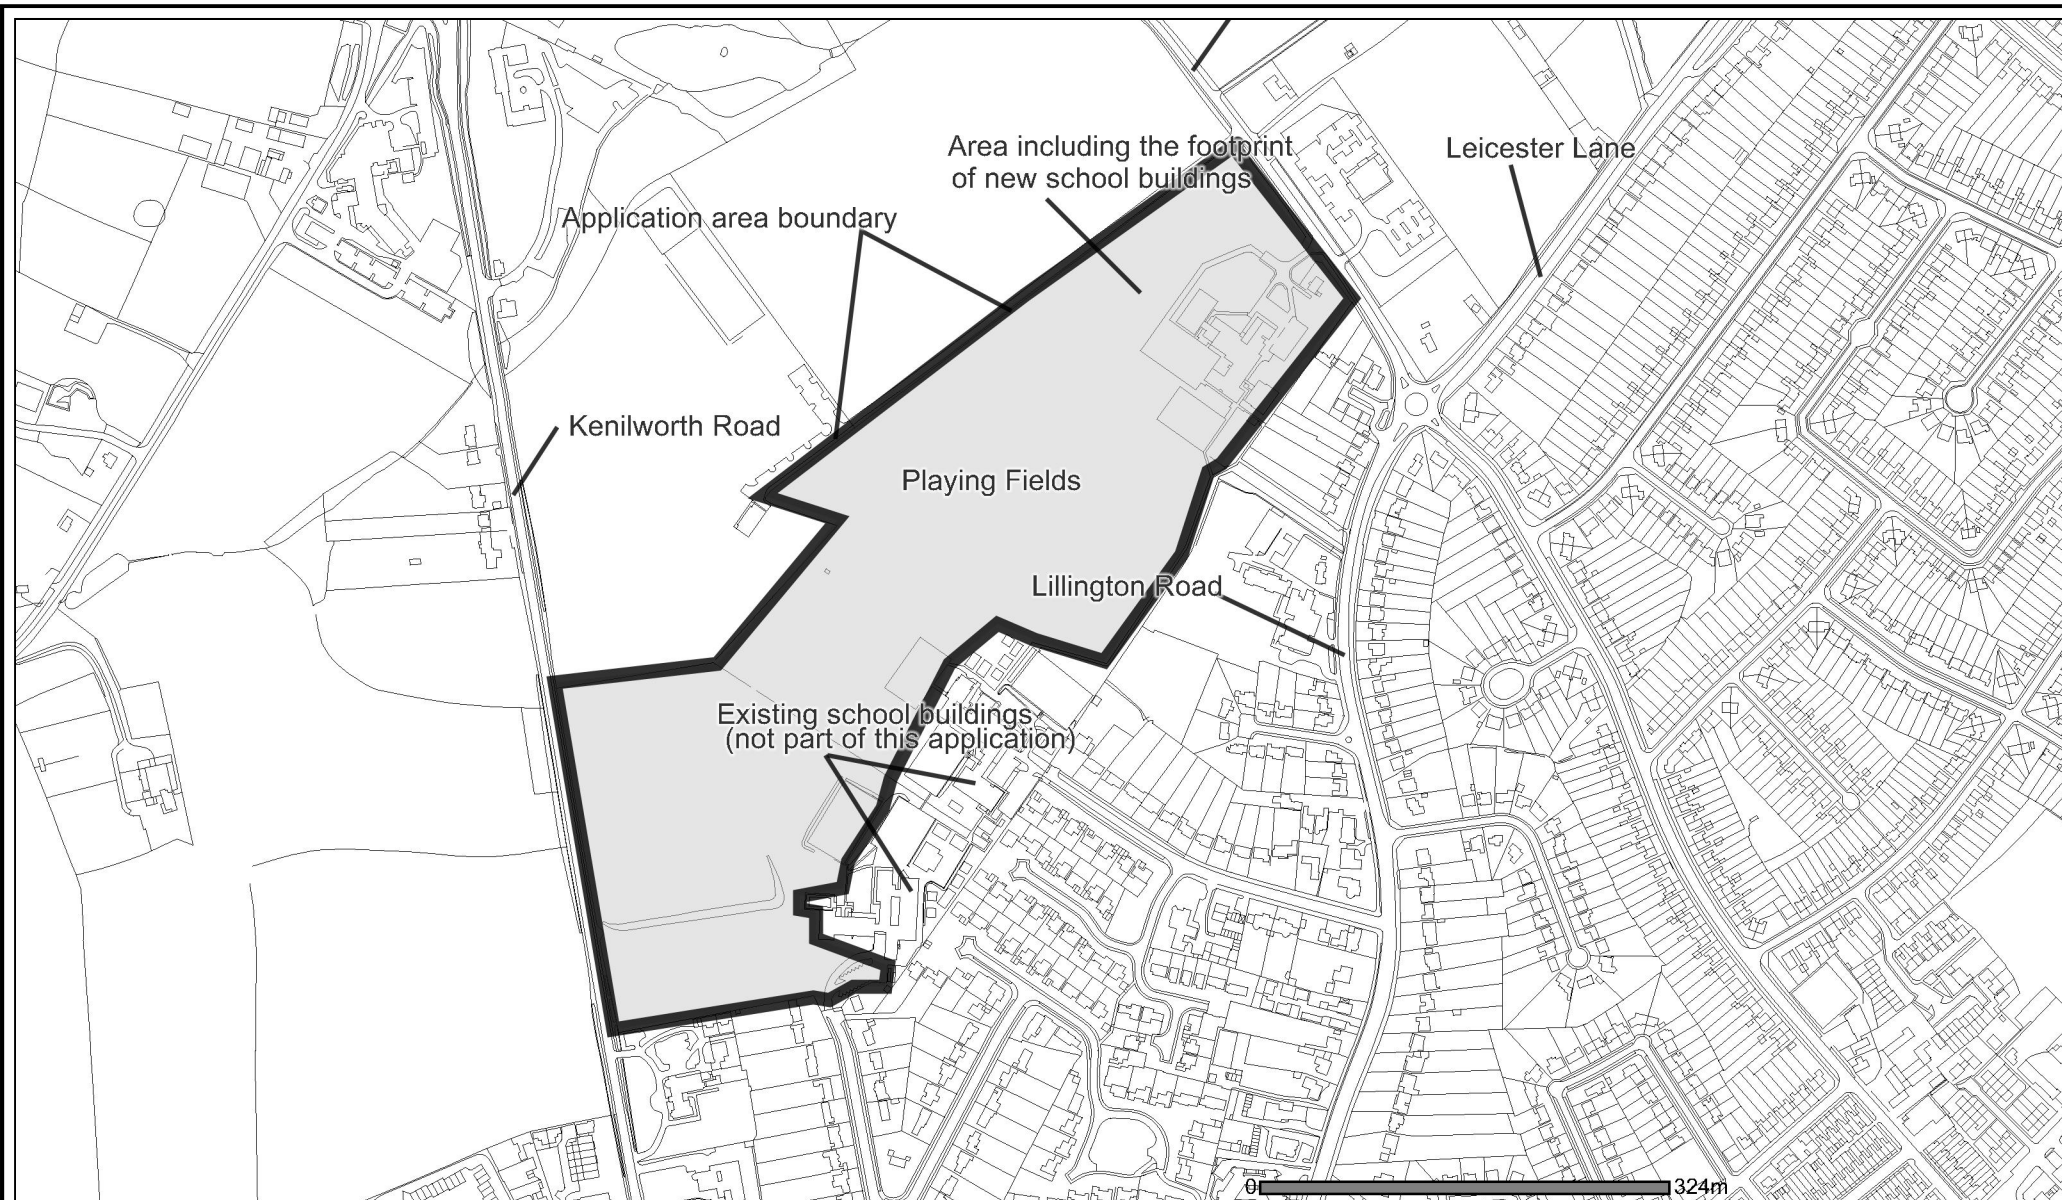 Area including the footprint
of new school buildings
Leicester Lane
Application area boundary
Kenilworth Road
Playing Fields
Lillington Road
Existing school buildings
(not part of this application)
0 324m